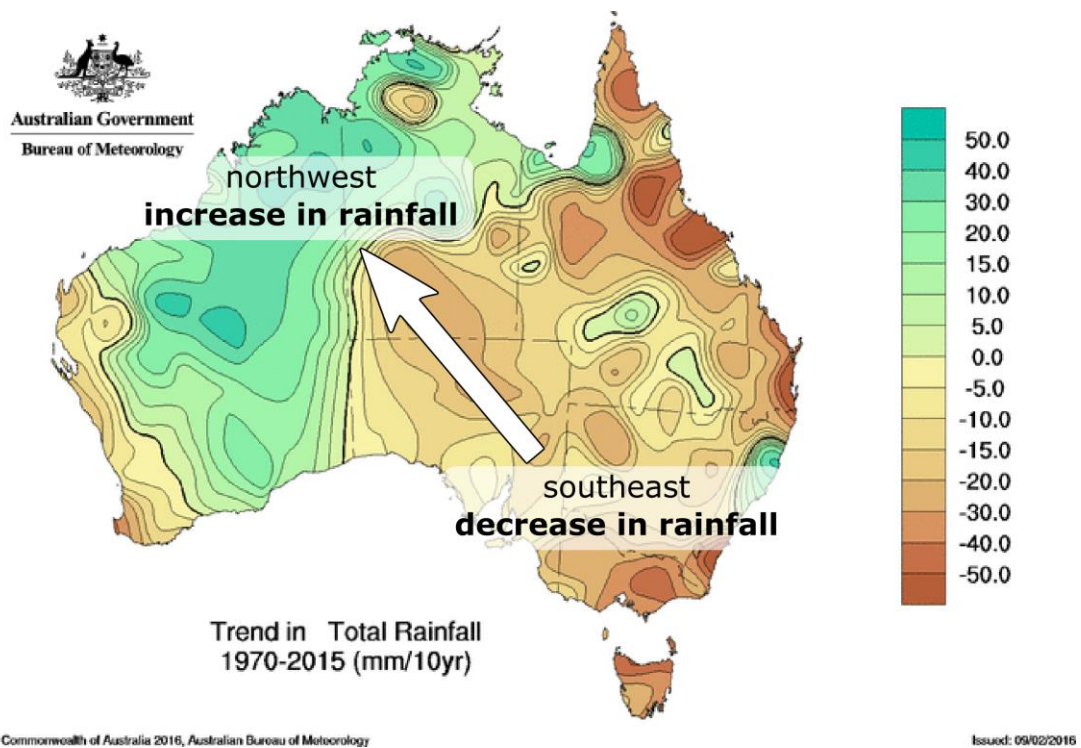 Australian Government
Bureau of Meteorology
northwest
increase in rainfall
southeast
decrease in rainfall
50.0
40.0
30.0
20.0
15.0
10.0
5.0
0.0
-5.0
-10.0
-15.0
-20.0
-30.0
-40.0
-50.0
Trend in Total Rainfall
1970-2015 (mm/10yr)
Commonwealth of Australia 2016, Australian Bureau of Meteorology
Issued: 09/02/2016